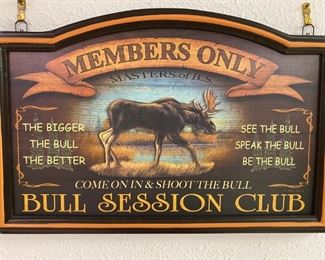 MEMBERS ONLY
MASTERS of B.S.
THE BIGGER
THE BULL
THE BETTER
SEE THE BULL
SPEAK THE BULL
BE THE BULL
COME ON IN & SHOOT THE BULL
BULL SESSION CLUB